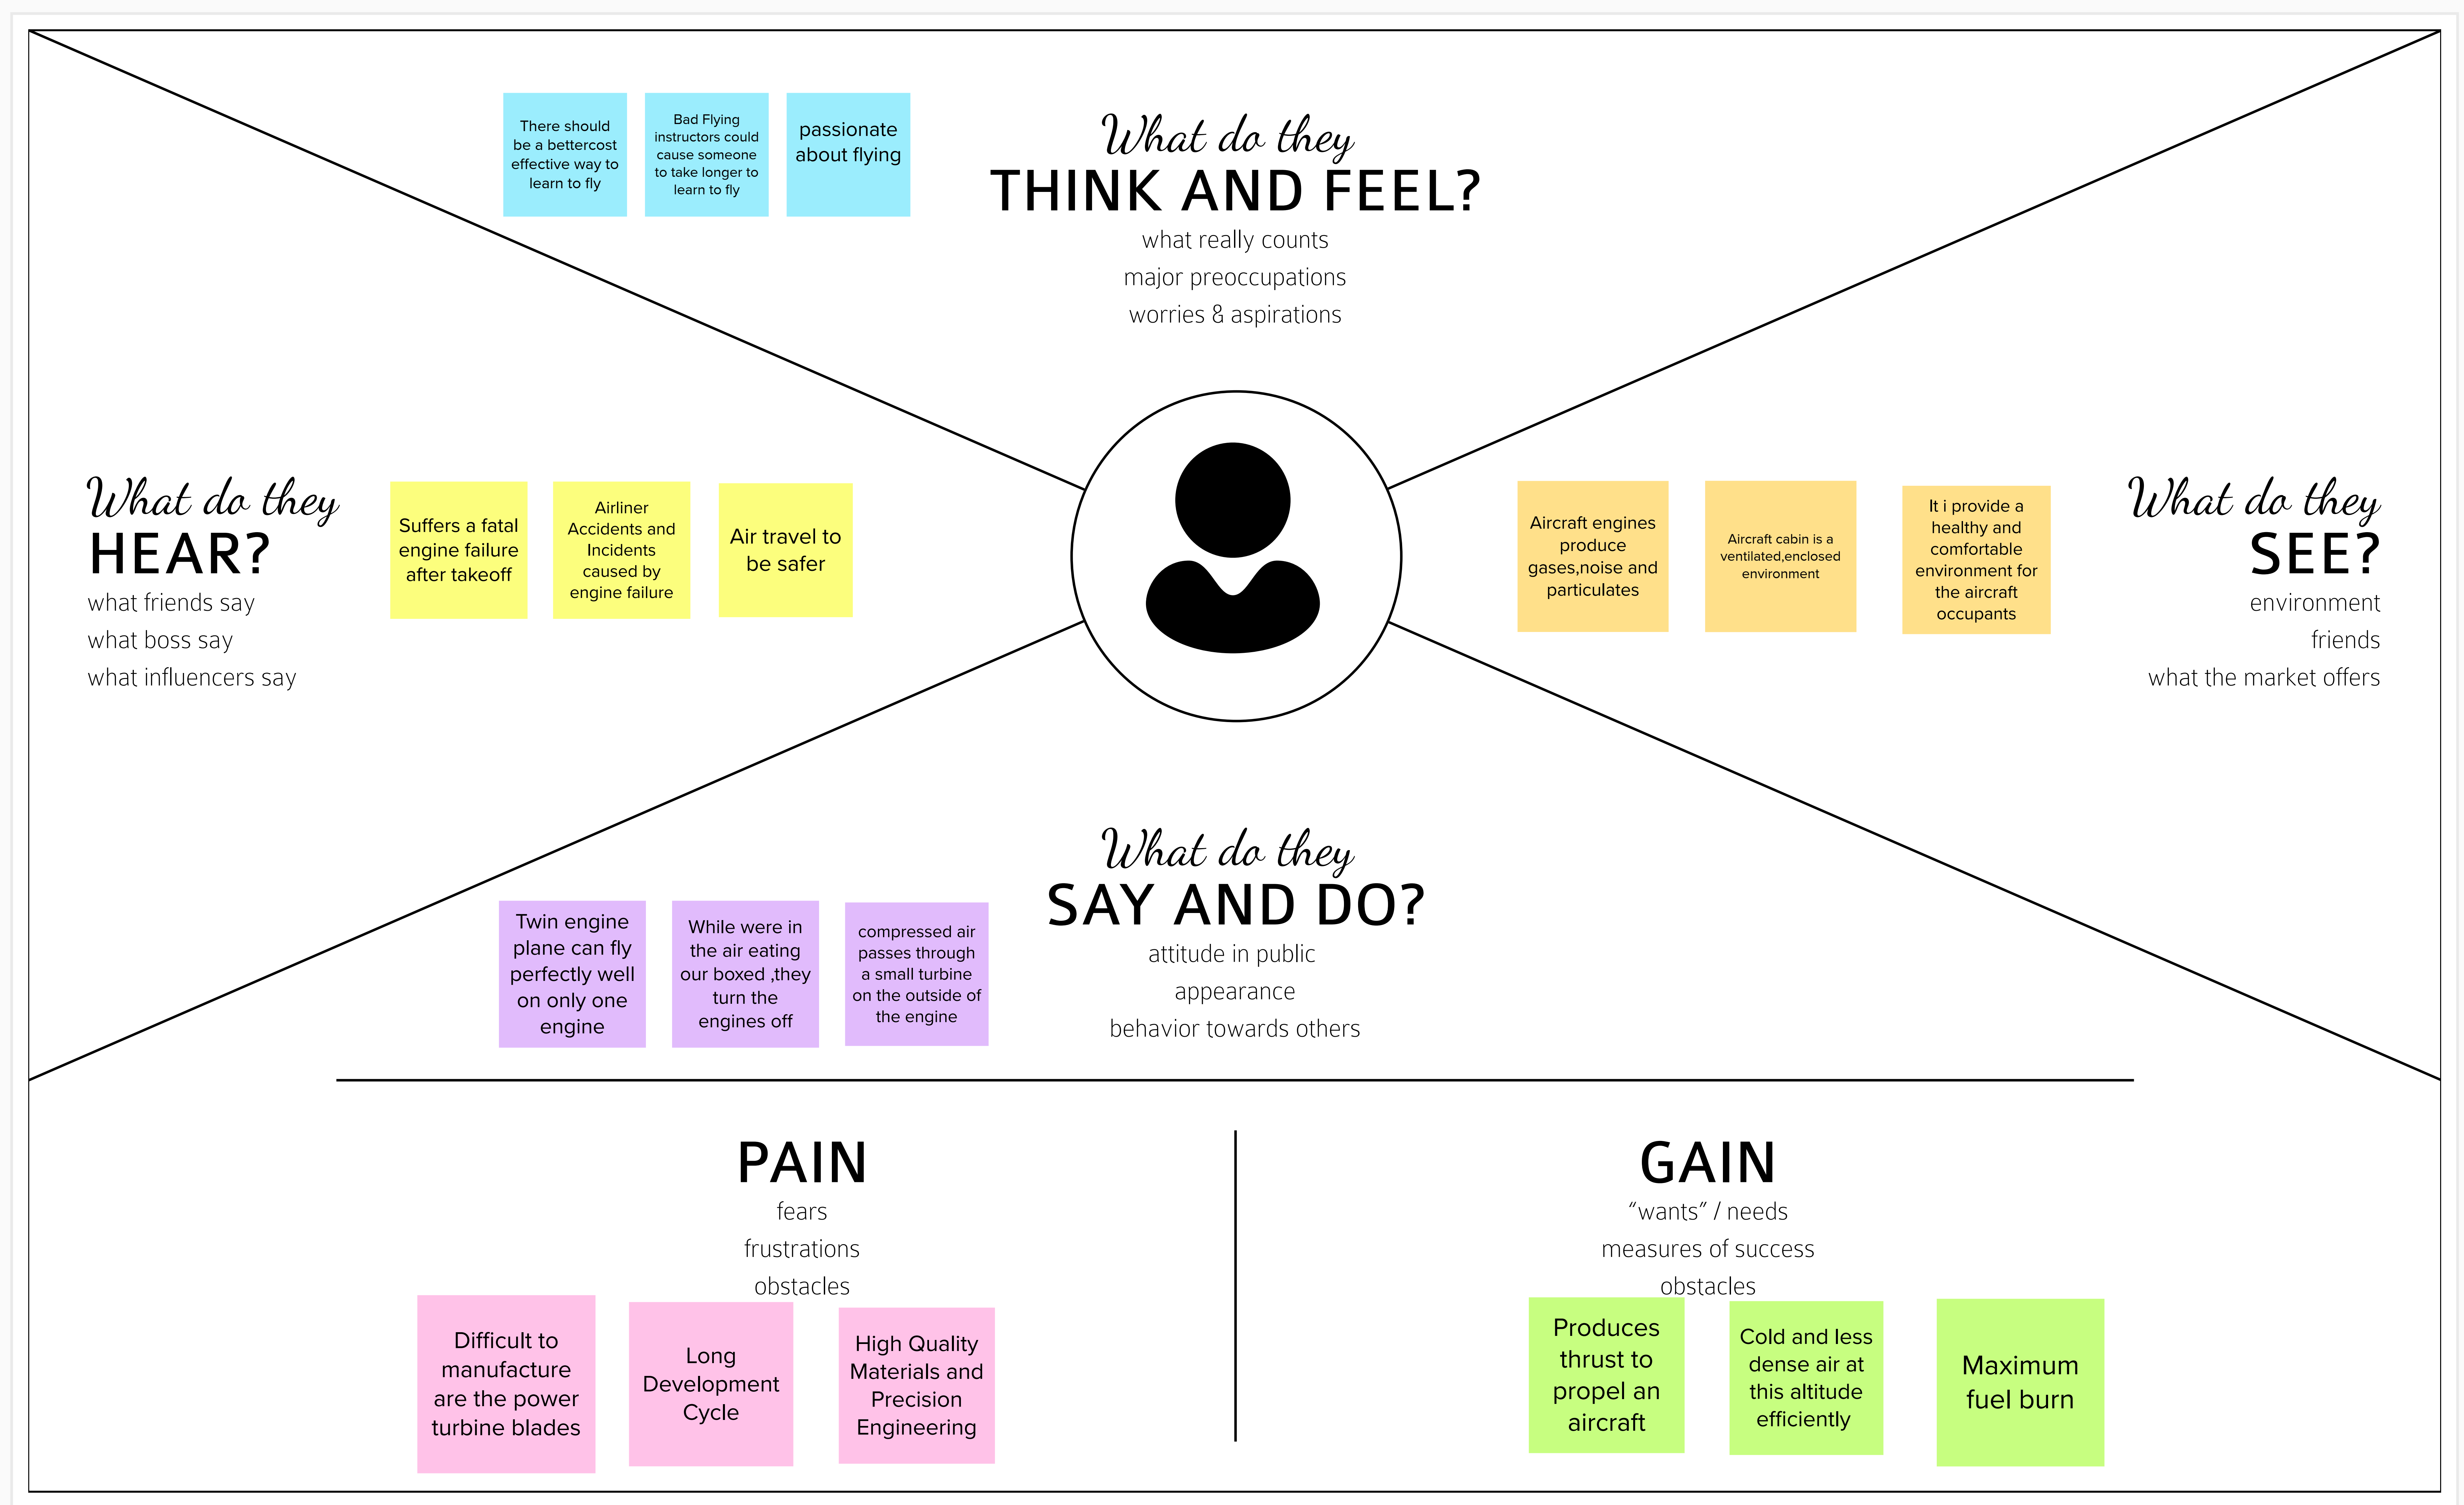 There should
be a bettercost
effective way to
learn to fly
Bad Flying
instructors could
cause someone
to take longer to
learn to fly
passionate
about flying
What do they
THINK AND FEEL?
what really counts
major preoccupations
worries & aspirations
What do they
HEAR?
what friends say
what boss say
what influencers say
Suffers a fatal
engine failure
after takeoff
Airliner
Accidents and
Incidents
caused by
engine failure
Air travel to
be safer
Aircraft engines
produce
gases,noise and
particulates
Aircraft cabin is a
ventilated,enclosed
environment
It i provide a
healthy and
comfortable
environment for
the aircraft
occupants
What do they
SEE?
environment
friends
what the market offers
What do they
SAY AND DO?
attitude in public
appearance
behavior towards others
Twin engine
plane can fly
perfectly well
on only one
engine
While were in
the air eating
our boxed ,they
turn the
engines off
compressed air
passes through
a small turbine
on the outside of
the engine
PAIN
fears
frustrations
obstacles
Difficult to
manufacture
are the power
turbine blades
Long
Development
Cycle
High Quality
Materials and
Precision
Engineering
GAIN
“wants” / needs
measures of success
obstacles
Produces
thrust to
propel an
aircraft
Cold and less
dense air at
this altitude
efficiently
Maximum
fuel burn